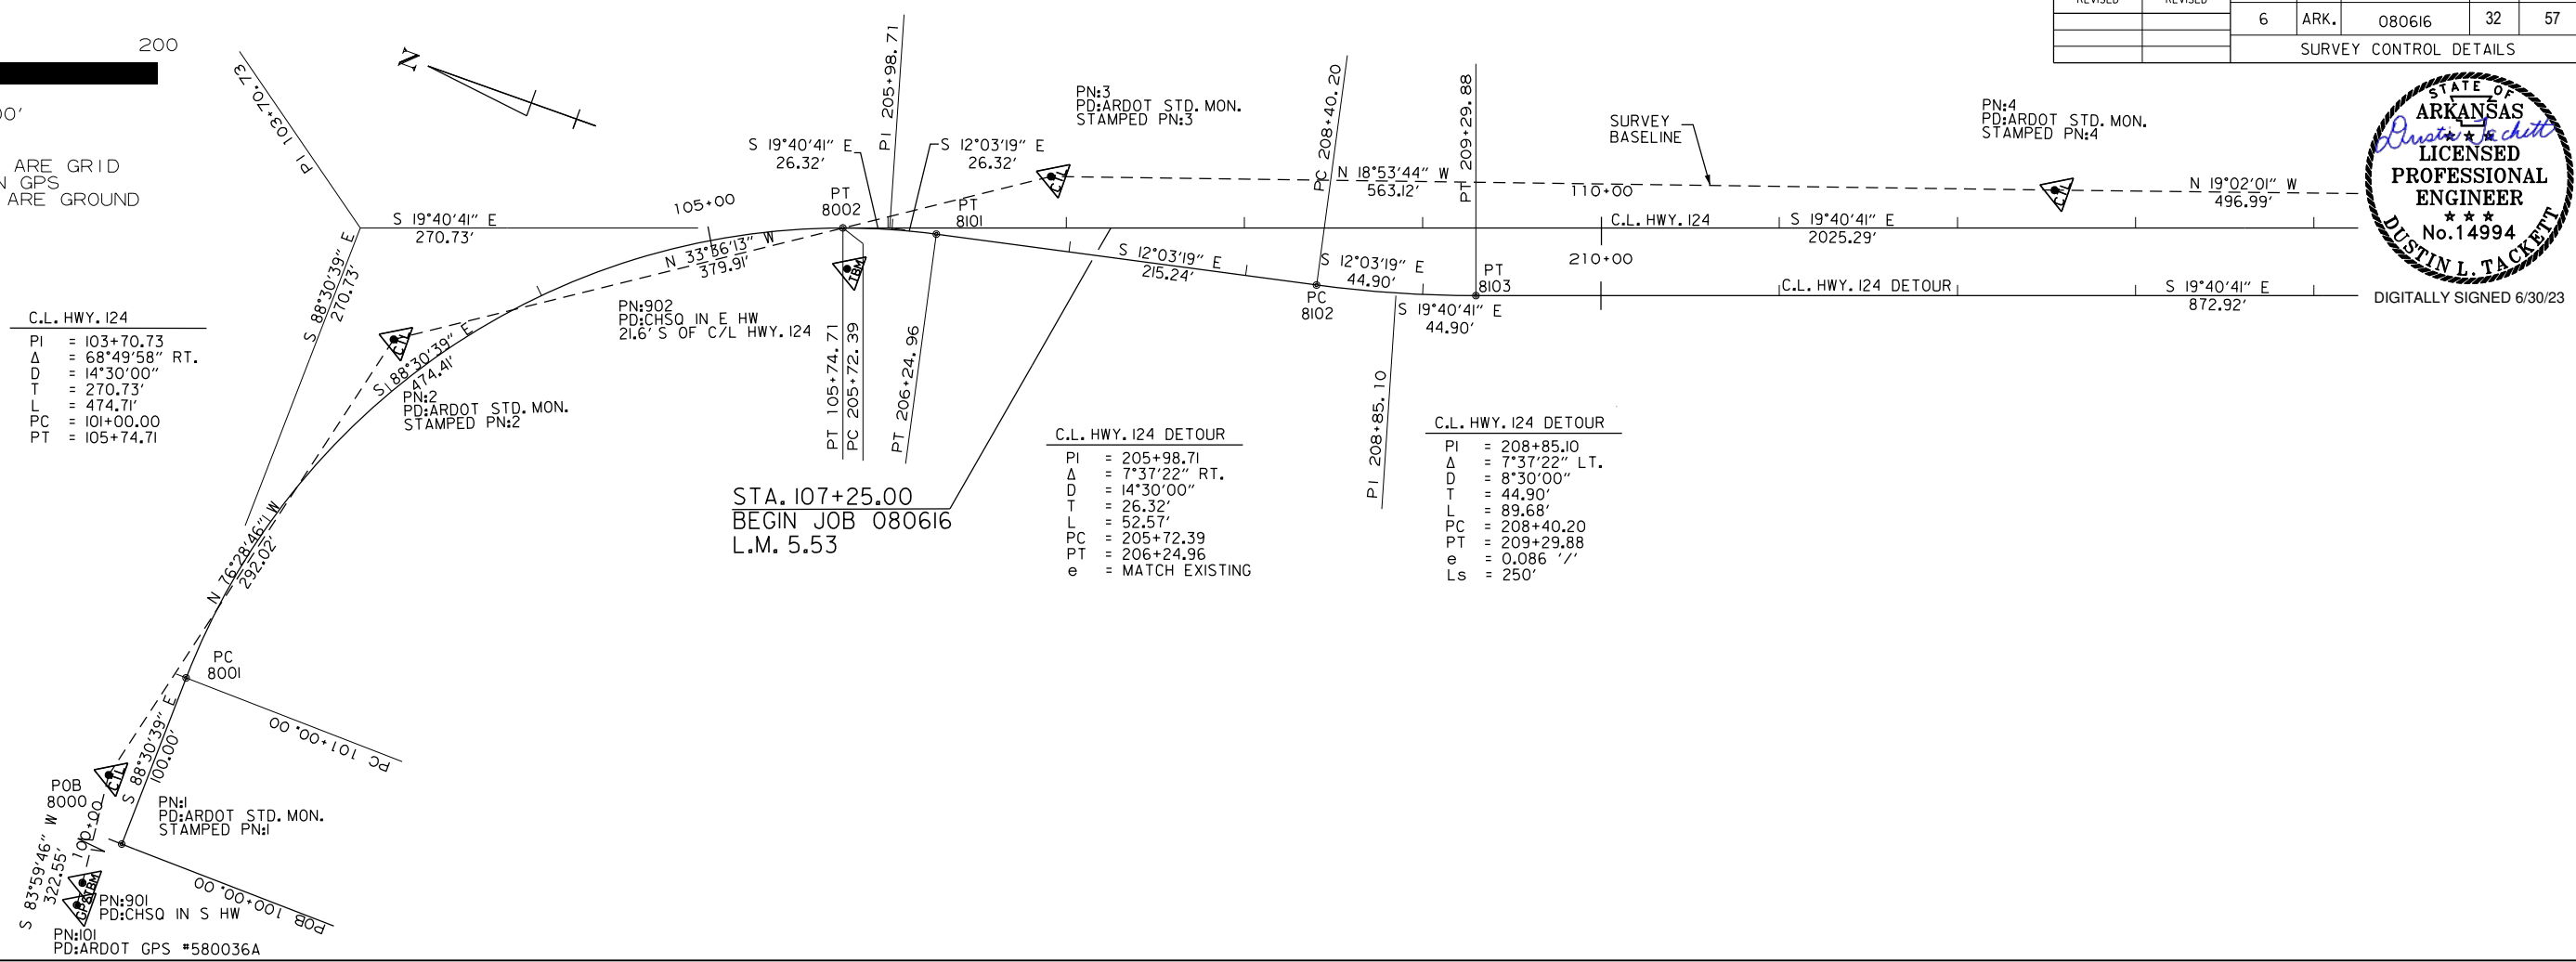 REVISED
REVISED
6
ARK.
080616
32
57
SURVEY CONTROL DETAILS
200
00'
ARE GRID
N GPS
ARE GROUND
N
STATE OF
ARKANSAS
Dustin Tackett
LICENSED
PROFESSIONAL
ENGINEER
No. 14994
DUSTIN L. TACKETT
DIGITALLY SIGNED 6/30/23
PI 103+70.73
S 19°40'41" E
270.73'
S 88°30'39" E
270.73'
105+00
N 33°36'13" W
379.91'
PT
8002
S 19°40'41" E
26.32'
PI 205+98.71
S 12°03'19" E
26.32'
PT
8101
PN:3
PD:ARDOT STD. MON.
STAMPED PN:3
CTL
PC 208+40.20
N 18°53'44" W
563.12'
PT 209+29.88
SURVEY
BASELINE
110+00
C.L. HWY. 124
S 19°40'41" E
2025.29'
PN:4
PD:ARDOT STD. MON.
STAMPED PN:4
CTL
N 19°02'01" W
496.99'
210+00
S 12°03'19" E
215.24'
S 12°03'19" E
44.90'
PC
8102
PT
8103
S 19°40'41" E
44.90'
C.L. HWY. 124 DETOUR
S 19°40'41" E
872.92'
TBM
PN:902
PD:CHSQ IN E HW
21.6' S OF C/L HWY. 124
CTL
S 88°30'39" E
474.41'
PN:2
PD:ARDOT STD. MON.
STAMPED PN:2
PT 105+74.71
PC 205+72.39
PT 206+24.96
PI 208+85.10
C.L. HWY. 124
PI = 103+70.73
Δ = 68°49'58" RT.
D = 14°30'00"
T = 270.73'
L = 474.71'
PC = 101+00.00
PT = 105+74.71
STA. 107+25.00
BEGIN JOB 080616
L.M. 5.53
C.L. HWY. 124 DETOUR
PI = 205+98.71
Δ = 7°37'22" RT.
D = 14°30'00"
T = 26.32'
L = 52.57'
PC = 205+72.39
PT = 206+24.96
e = MATCH EXISTING
C.L. HWY. 124 DETOUR
PI = 208+85.10
Δ = 7°37'22" LT.
D = 8°30'00"
T = 44.90'
L = 89.68'
PC = 208+40.20
PT = 209+29.88
e = 0.086 '/'
Ls = 250'
N 76°28'46" W
292.02'
PC
8001
PC 101+00.00
S 88°30'39" E
100.00'
CTL
POB
8000
100+00
PN:1
PD:ARDOT STD. MON.
STAMPED PN:1
S 83°59'46" W
322.55'
TBM
GPS
PN:901
PD:CHSQ IN S HW
POB 100+00.00
PN:101
PD:ARDOT GPS #580036A